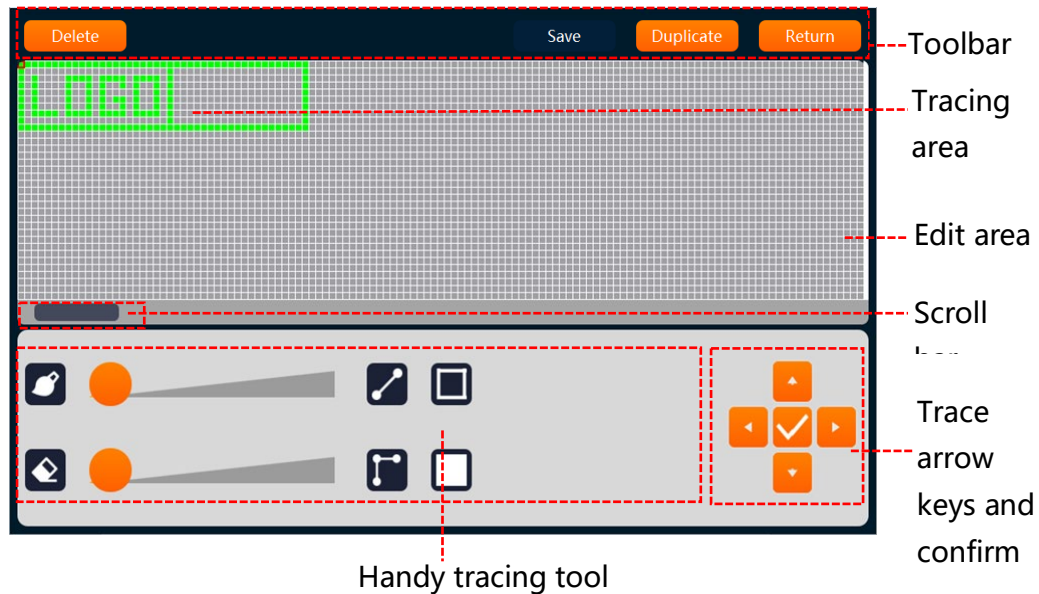 Delete
Save
Duplicate
Return
Toolbar
LOGO
Tracing
area
Edit area
Scroll
Trace
arrow
keys and
confirm
Handy tracing tool